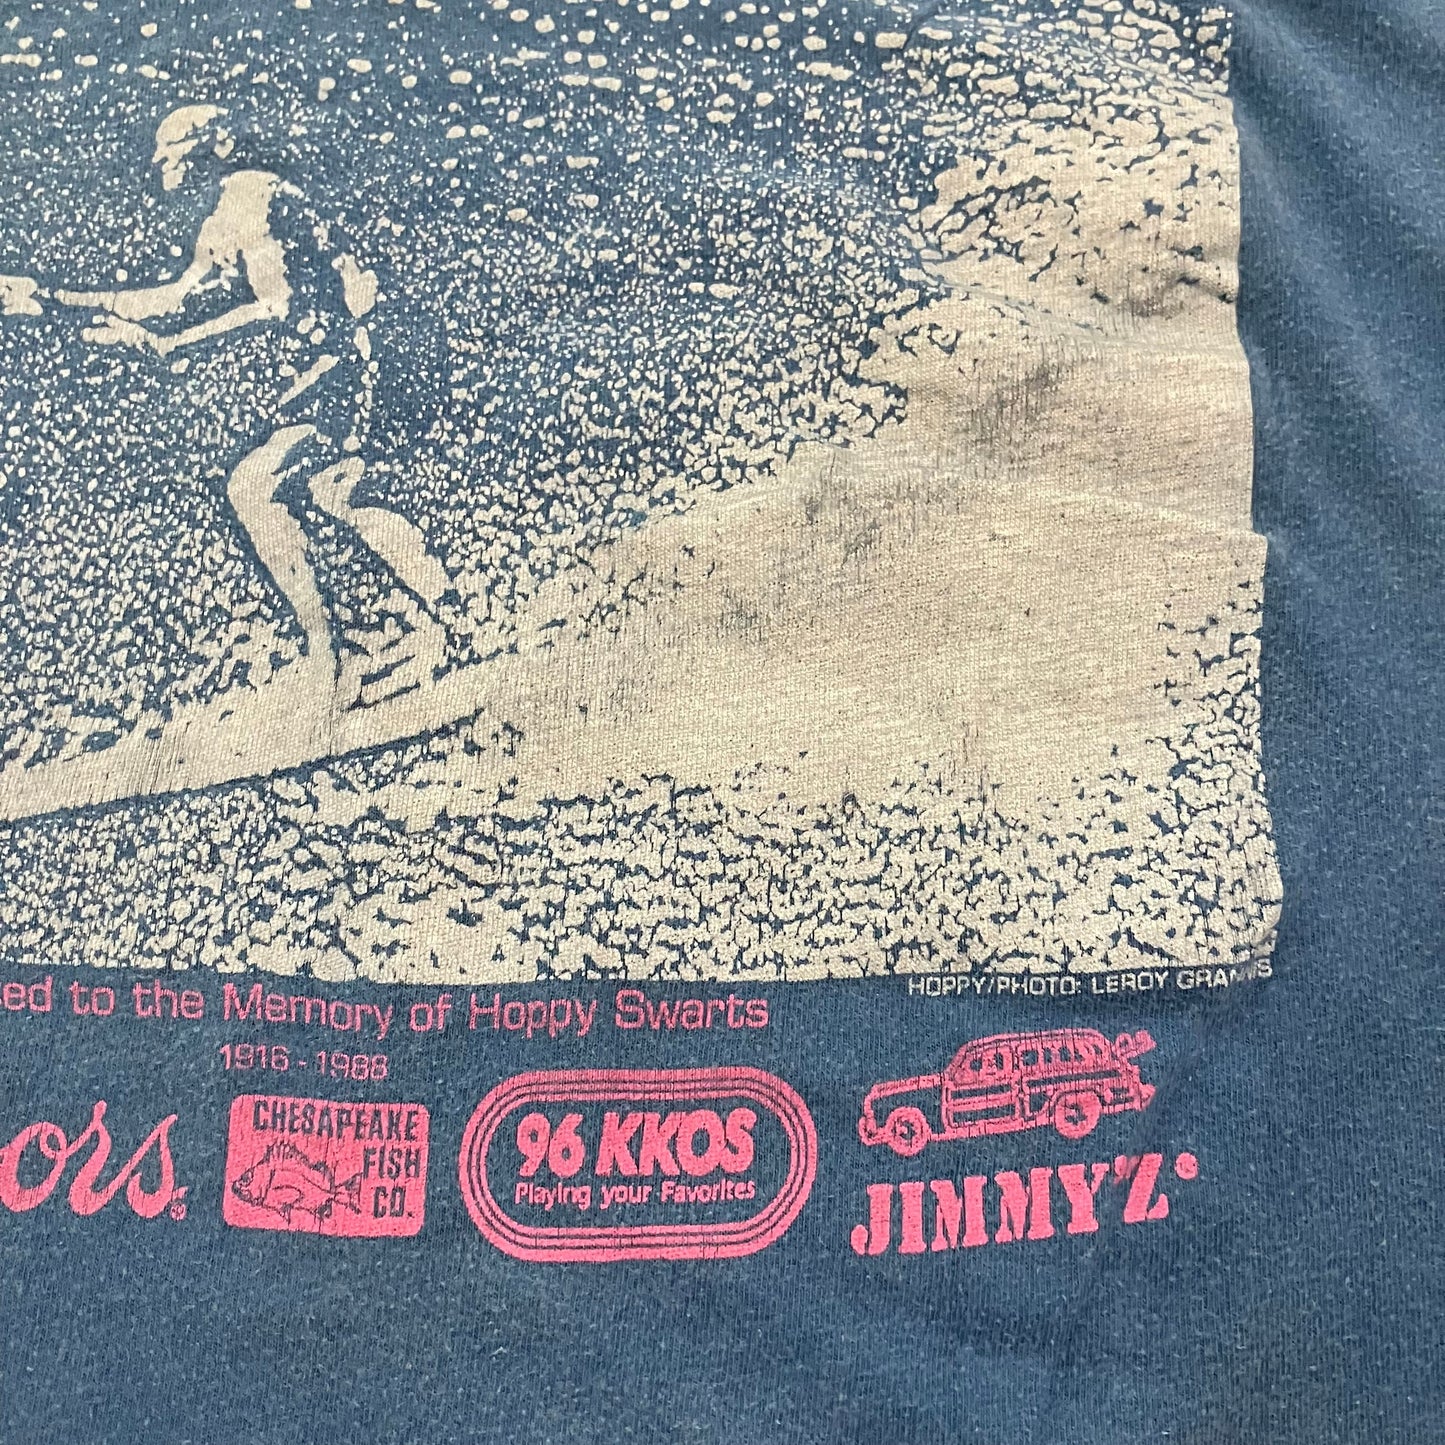 HOPPY/PHOTO: LEROY GRANNIS
ed to the Memory of Hoppy Swarts
1916 - 1988
ors®
CHESAPEAKE
FISH
CO.
96 KKOS
Playing your Favorites
JIMMY'Z®